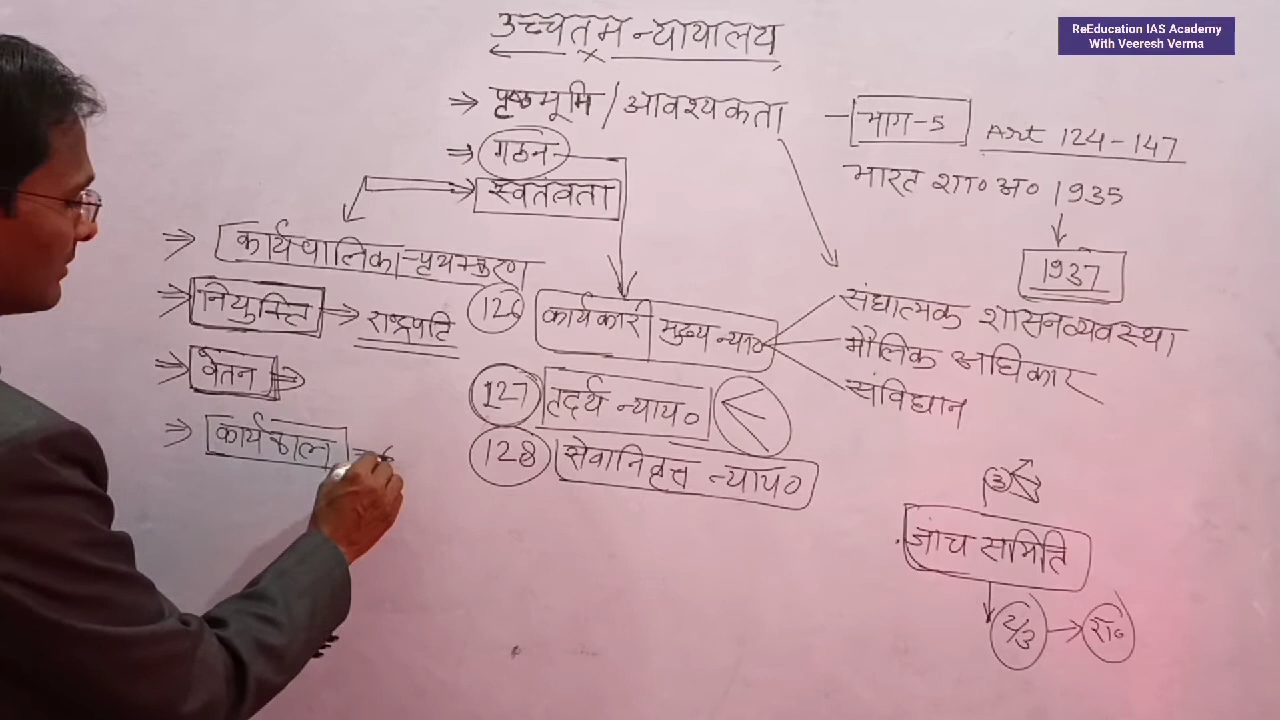 ReEducation IAS Academy
With Veeresh Verma
उच्चतम न्यायालय
⇒ पृष्ठभूमि / आवश्यकता
⇒ गठन
⇒ स्वतंत्रता
भाग-5 Art 124-147
भारत शा० अ० 1935
1937
⇒ कार्यपालिका-पृथक्करण
⇒ नियुक्ति → राष्ट्रपति
⇒ वेतन ⇒
⇒ कार्यकाल
126 कार्यकारी मुख्य न्या०
127 तदर्थ न्याय०
128 सेवानिवृत्त न्याय०
संघात्मक शासनव्यवस्था
मौलिक अधिकार
संविधान
3
जांच समिति
2/3 → रा०